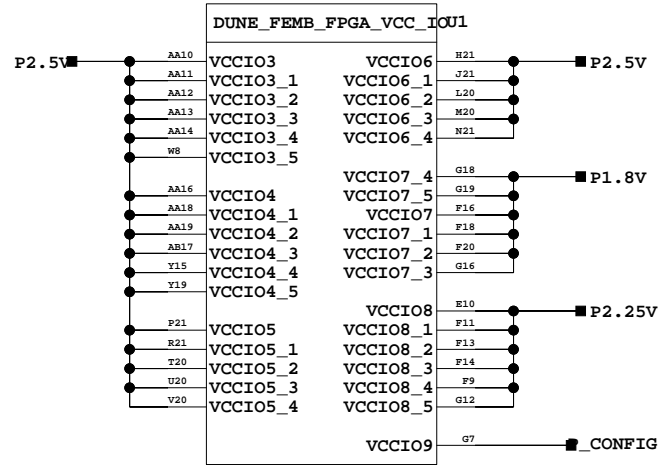 DUNE_FEMB_FPGA_VCC_IO U1
P2.5V AA10 VCCIO3 VCCIO6 H21 P2.5V
AA11 VCCIO3_1 VCCIO6_1 J21
AA12 VCCIO3_2 VCCIO6_2 L20
AA13 VCCIO3_3 VCCIO6_3 M20
AA14 VCCIO3_4 VCCIO6_4 N21
W8 VCCIO3_5
VCCIO7_4 G18 P1.8V
AA16 VCCIO4 VCCIO7_5 G19
AA18 VCCIO4_1 VCCIO7 F16
AA19 VCCIO4_2 VCCIO7_1 F18
AB17 VCCIO4_3 VCCIO7_2 F20
Y15 VCCIO4_4 VCCIO7_3 G16
Y19 VCCIO4_5
VCCIO8 E10 P2.25V
P21 VCCIO5 VCCIO8_1 F11
R21 VCCIO5_1 VCCIO8_2 F13
T20 VCCIO5_2 VCCIO8_3 F14
U20 VCCIO5_3 VCCIO8_4 F9
V20 VCCIO5_4 VCCIO8_5 G12
VCCIO9 G7 P_CONFIG